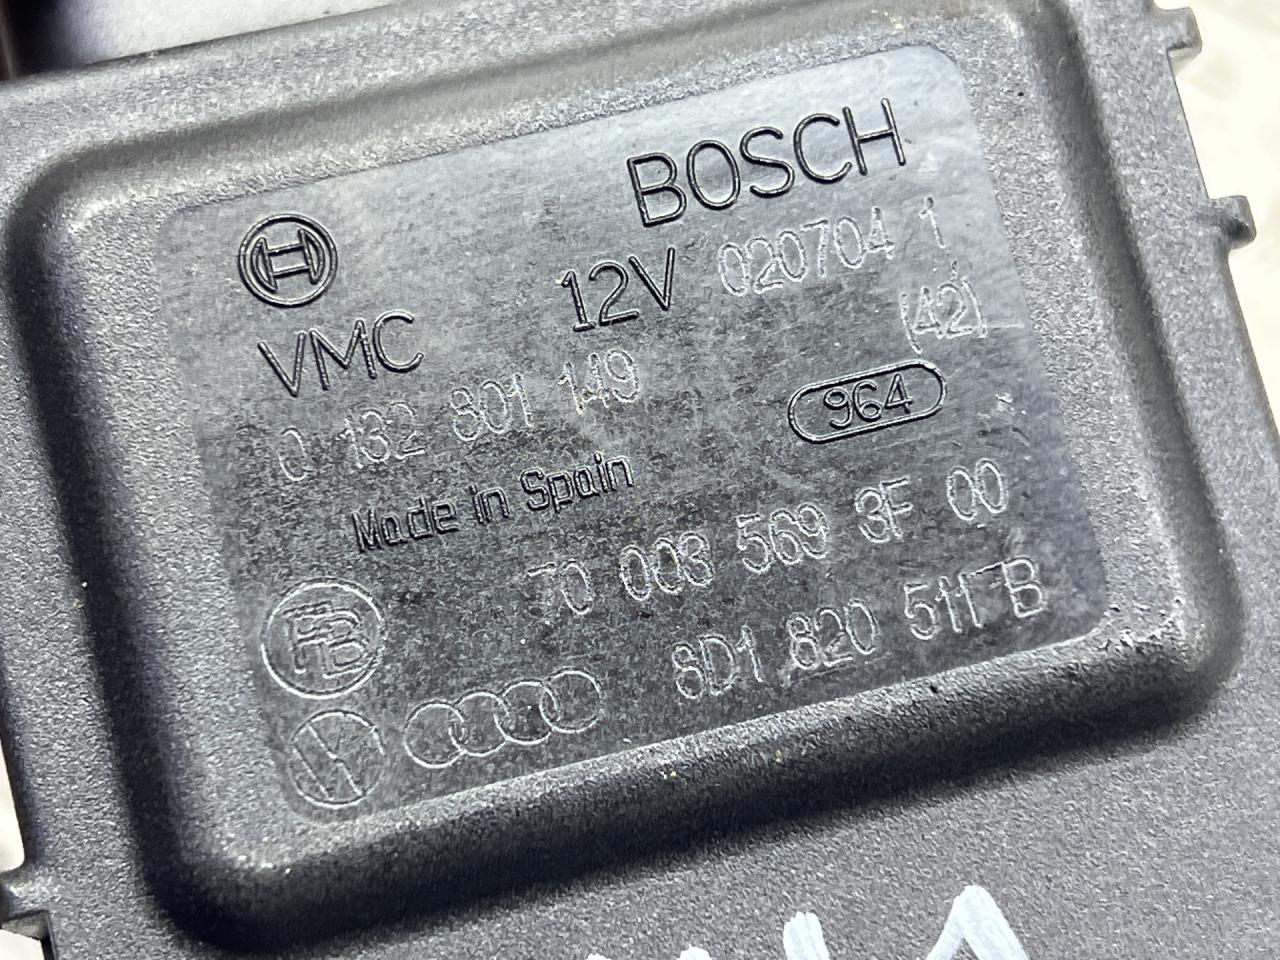 BOSCH
12V 020704 1
VMC (42)
0 132 801 149 964
Made in Spain
70 003 569 3F 00
8D1 820 511 B